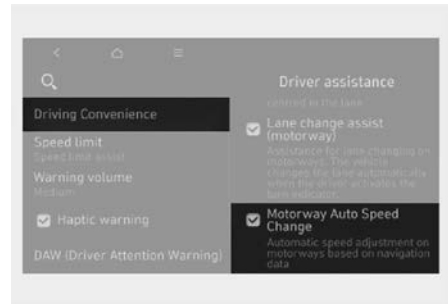 Driver assistance
centred in the lane
Driving Convenience
Speed limit
Speed limit assist
Warning volume
Medium
Haptic warning
DAW (Driver Attention Warning)
Lane change assist
(motorway)
Assistance for lane changing on
motorways. The vehicle
changes the lane automatically
when the driver activates the
turn indicator.
Motorway Auto Speed
Change
Automatic speed adjustment on
motorways based on navigation
data